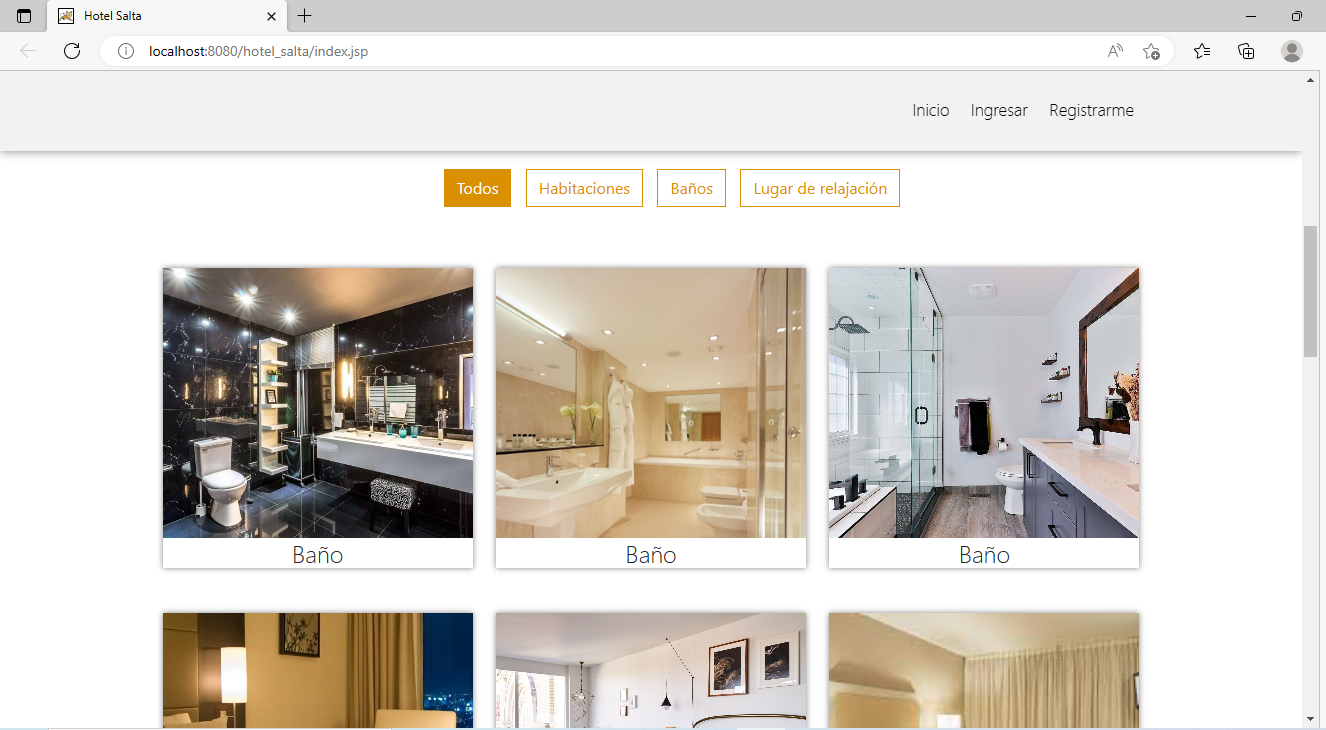 Hotel Salta
localhost:8080/hotel_salta/index.jsp
Inicio Ingresar Registrarme
Todos Habitaciones Baños Lugar de relajación
Baño Baño Baño